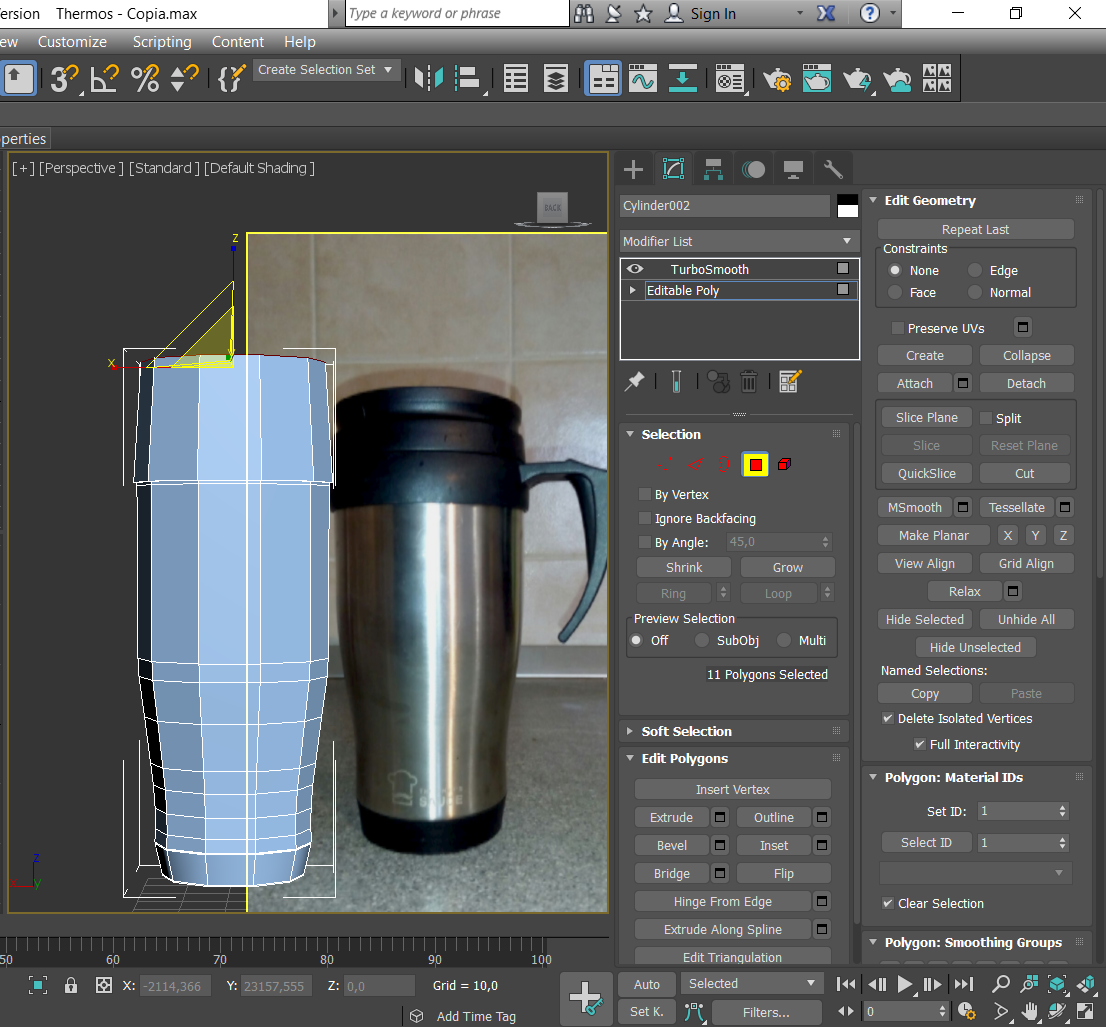 ersion Thermos - Copia.max
Type a keyword or phrase
Sign In
?
ew Customize Scripting Content Help
3 % {} Create Selection Set
perties
[+] [Perspective ] [Standard ] [Default Shading ]
BACK
z
x
z
y
Cylinder002
Modifier List
TurboSmooth
Editable Poly
Selection
By Vertex
Ignore Backfacing
By Angle: 45,0
Shrink Grow
Ring Loop
Preview Selection
Off SubObj Multi
11 Polygons Selected
Soft Selection
Edit Polygons
Insert Vertex
Extrude Outline
Bevel Inset
Bridge Flip
Hinge From Edge
Extrude Along Spline
Edit Triangulation
Edit Geometry
Repeat Last
Constraints
None Edge
Face Normal
Preserve UVs
Create Collapse
Attach Detach
Slice Plane Split
Slice Reset Plane
QuickSlice Cut
MSmooth Tessellate
Make Planar X Y Z
View Align Grid Align
Relax
Hide Selected Unhide All
Hide Unselected
Named Selections:
Copy Paste
Delete Isolated Vertices
Full Interactivity
Polygon: Material IDs
Set ID: 1
Select ID 1
Clear Selection
Polygon: Smoothing Groups
50 60 70 80 90 100
X: -2114,366 Y: 23157,555 Z: 0,0 Grid = 10,0
Add Time Tag
Auto Selected
Set K. Filters... 0